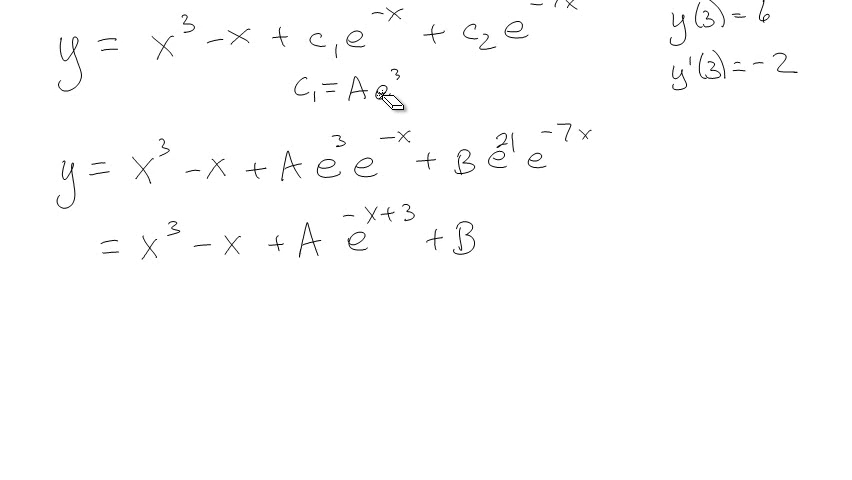 y = x³ - x + c₁e⁻ˣ + c₂e⁻⁷ˣ
y(3) = 6
c₁ = Ae³
y'(3) = -2
y = x³ - x + Ae³e⁻ˣ + Be²¹e⁻⁷ˣ
= x³ - x + Ae⁻ˣ⁺³ + B